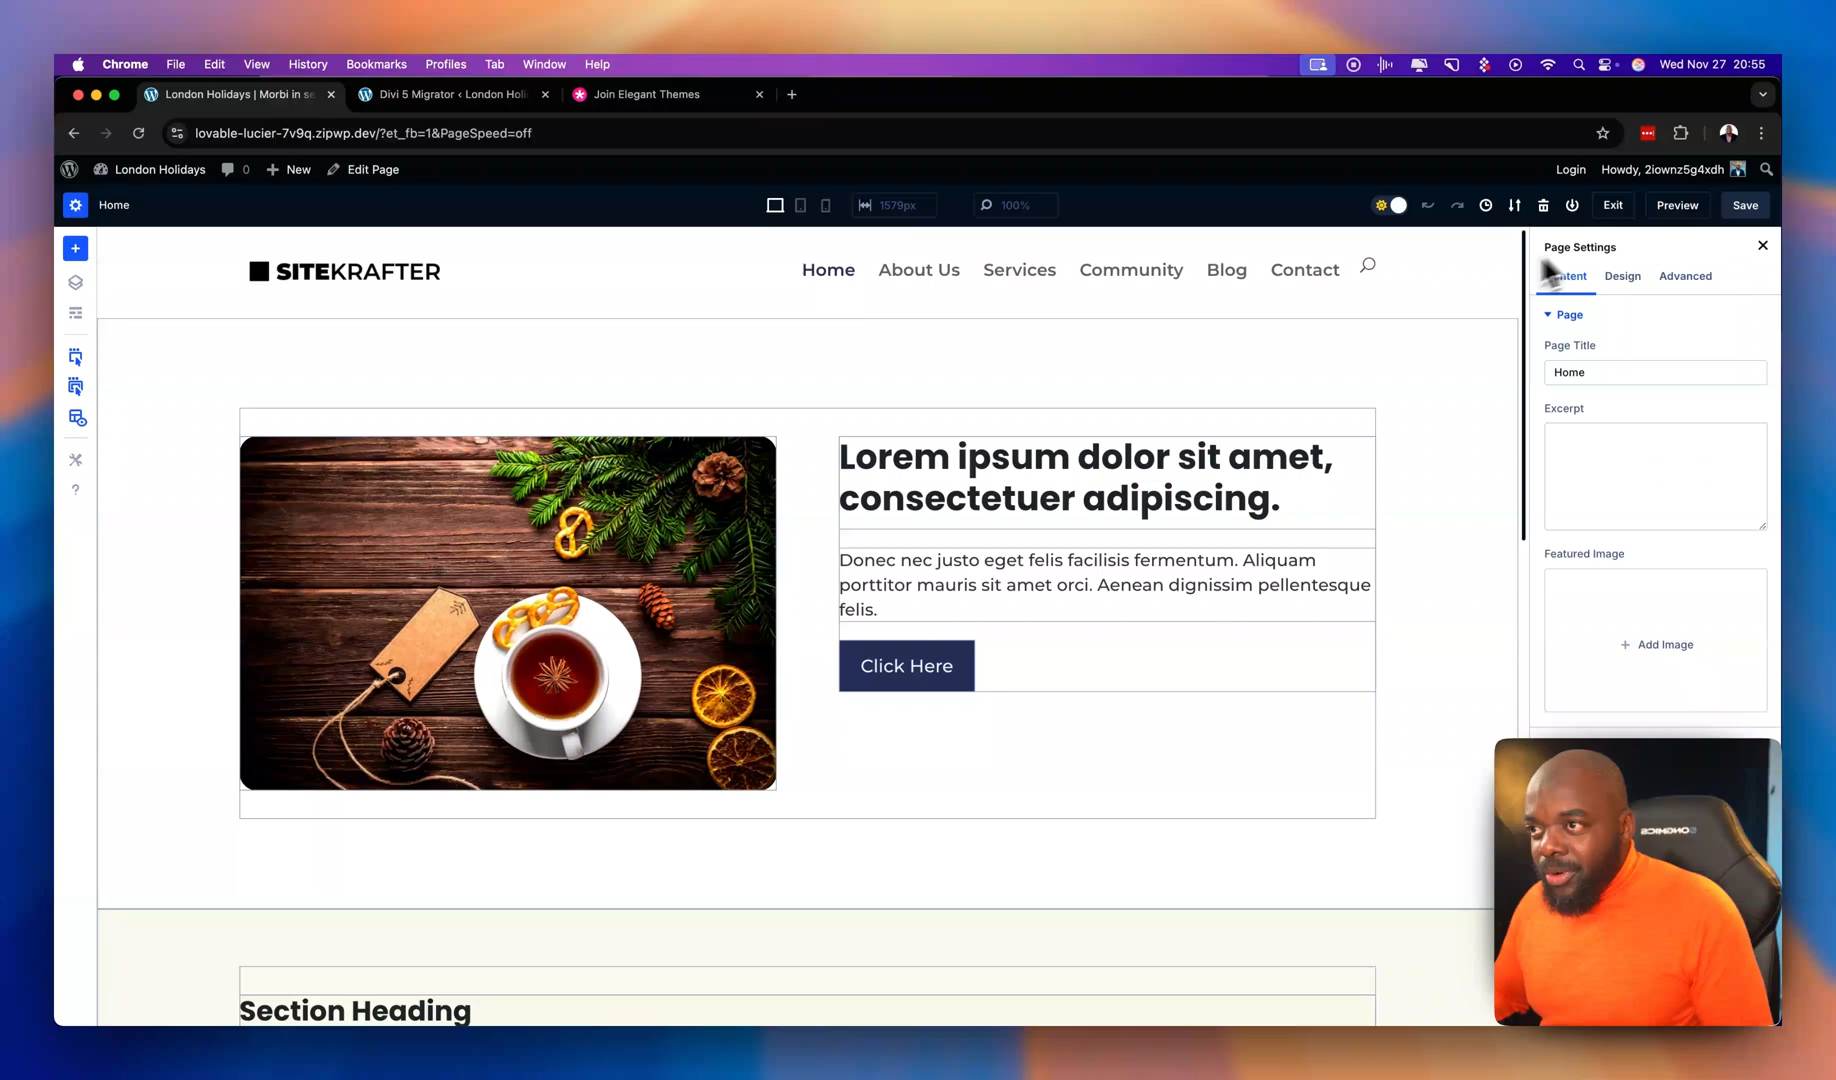 Chrome File Edit View History Bookmarks Profiles Tab Window Help Wed Nov 27 20:55
London Holidays | Morbi in se
Divi 5 Migrator ‹ London Holi
Join Elegant Themes
lovable-lucier-7v9q.zipwp.dev/?et_fb=1&PageSpeed=off
London Holidays 0 New Edit Page Login Howdy, 2iownz5g4xdh
Home 1579px 100% Exit Preview Save
SITEKRAFTER
Home About Us Services Community Blog Contact
Lorem ipsum dolor sit amet,
consectetuer adipiscing.
Donec nec justo eget felis facilisis fermentum. Aliquam
porttitor mauris sit amet orci. Aenean dignissim pellentesque
felis.
Click Here
Section Heading
Page Settings
Design Advanced
Page
Page Title
Home
Excerpt
Featured Image
Add Image